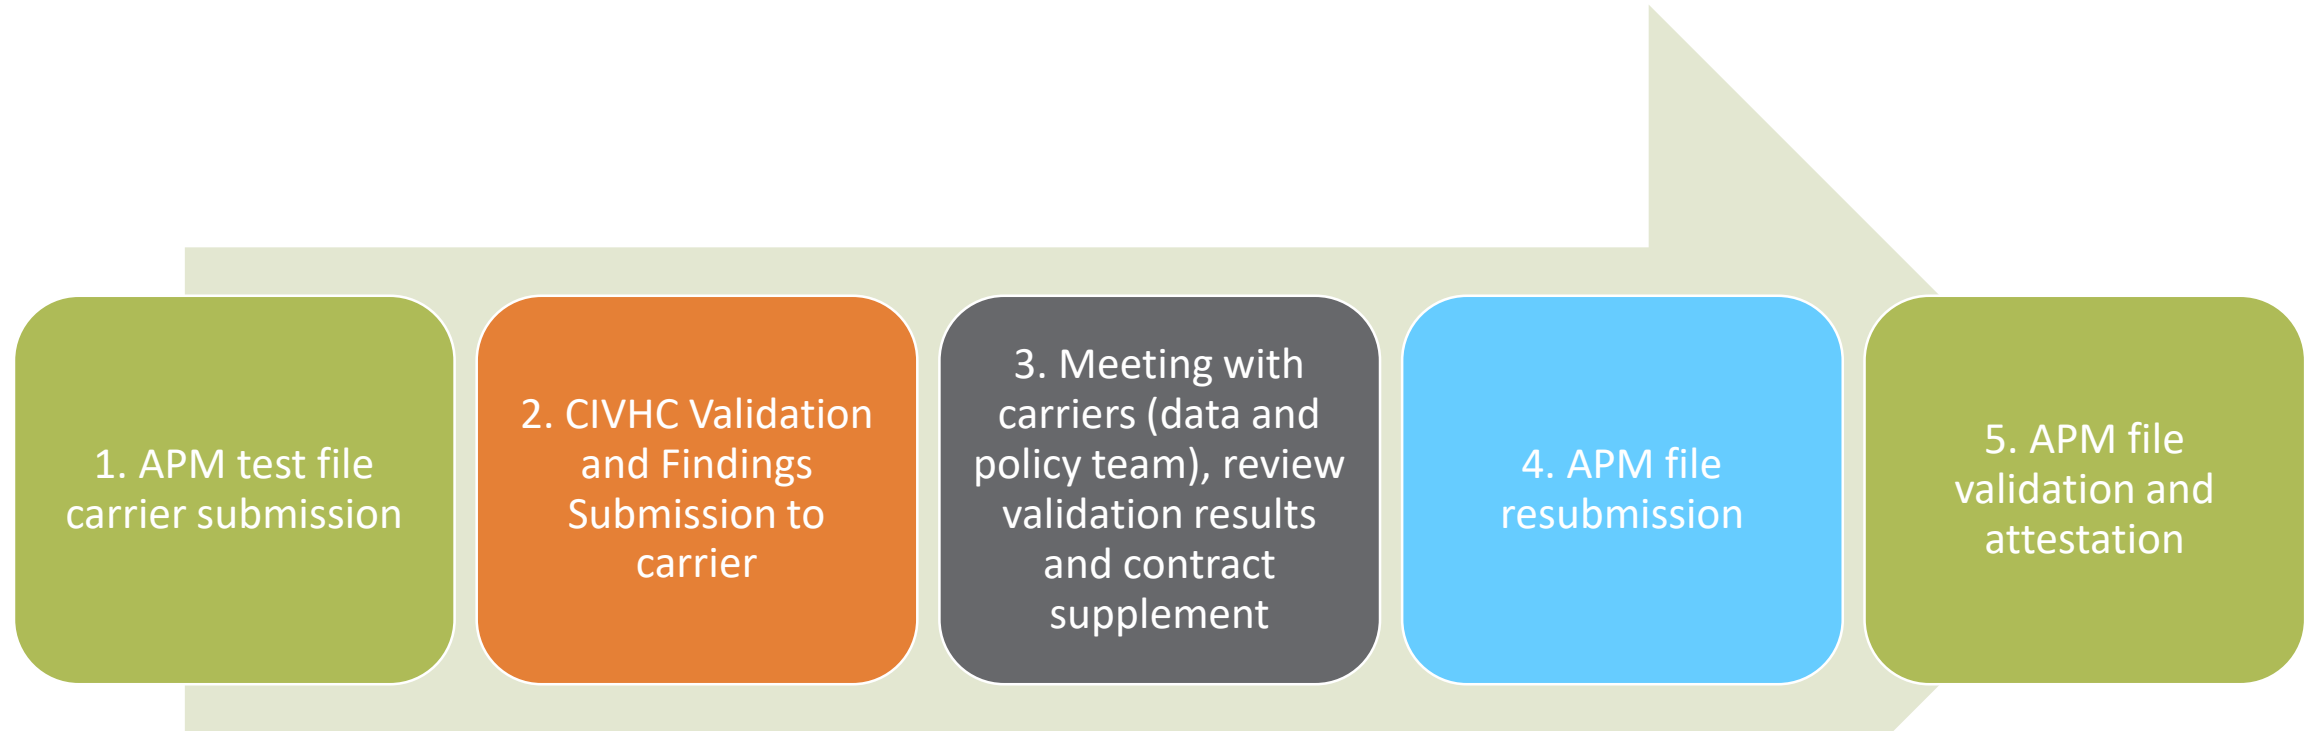 1. APM test file
carrier submission
2. CIVHC Validation
and Findings
Submission to
carrier
3. Meeting with
carriers (data and
policy team), review
validation results
and contract
supplement
4. APM file
resubmission
5. APM file
validation and
attestation